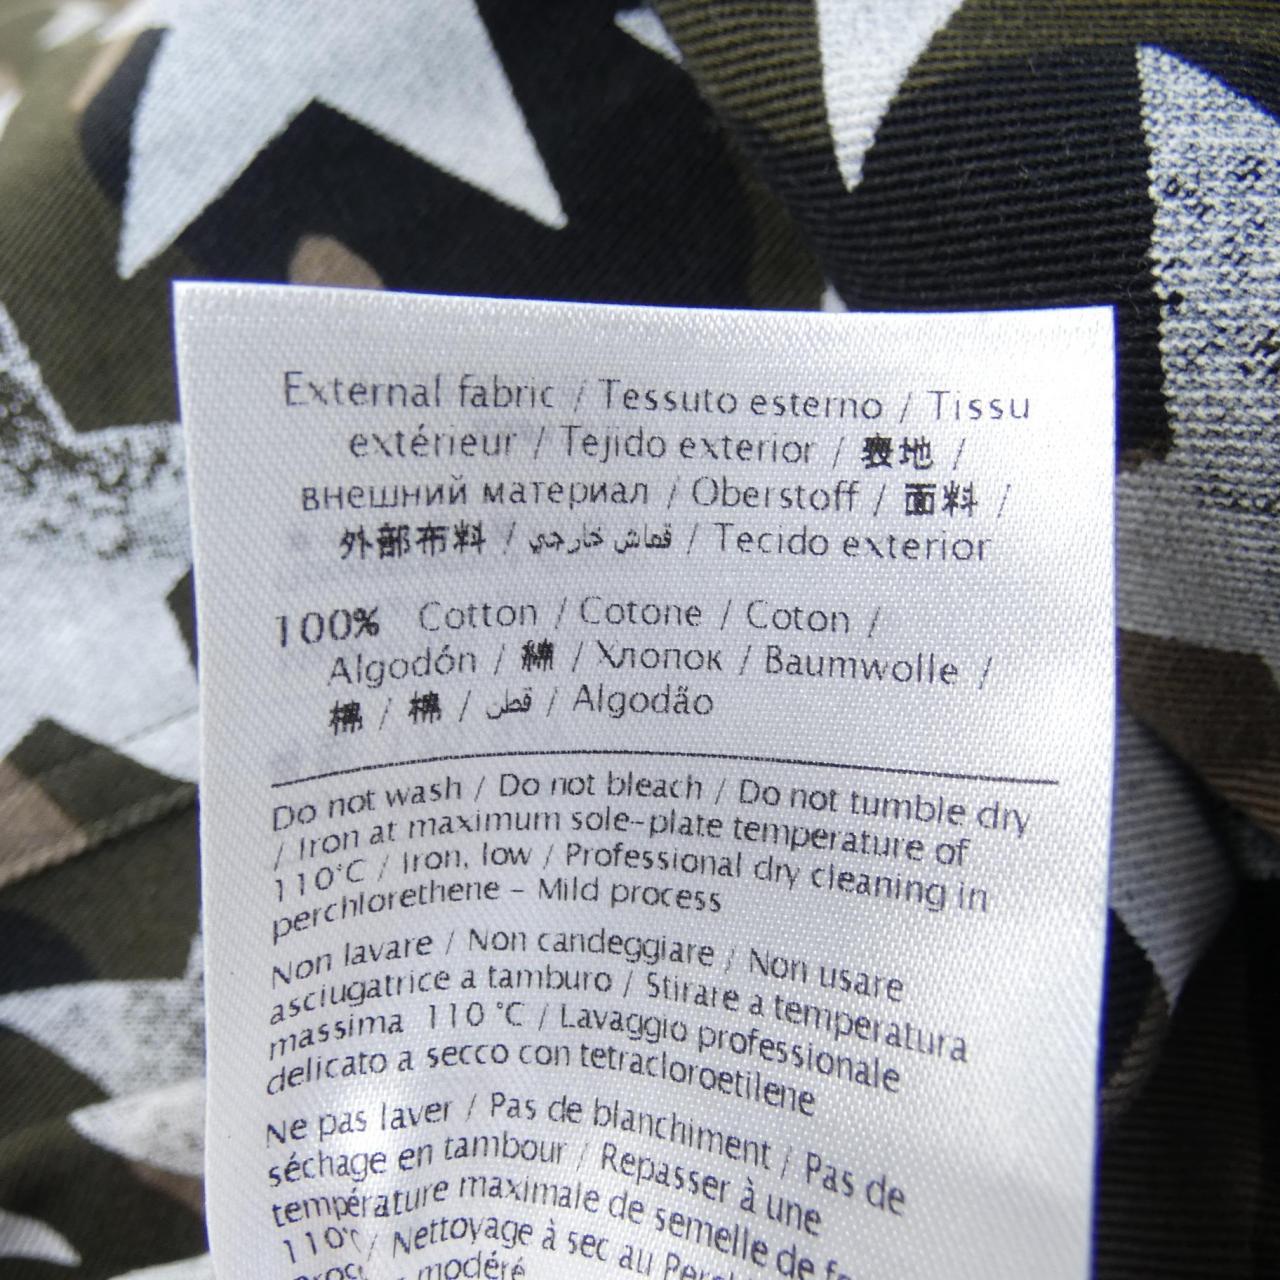 External fabric / Tessuto esterno / Tissu
extérieur / Tejido exterior / 表地 /
внешний материал / Oberstoff / 面料 /
外部布料 / قماش خارجي / Tecido exterior
100% Cotton / Cotone / Coton /
Algodón / 綿 / Хлопок / Baumwolle /
棉 / 棉 / قطن / Algodão
Do not wash / Do not bleach / Do not tumble dry
/ Iron at maximum sole-plate temperature of
110°C / Iron, low / Professional dry cleaning in
perchlorethene - Mild process
Non lavare / Non candeggiare / Non usare
asciugatrice a tamburo / Stirare a temperatura
massima 110 °C / Lavaggio professionale
delicato a secco con tetracloroetilene
Ne pas laver / Pas de blanchiment / Pas de
séchage en tambour / Repasser à une
température maximale de semelle de
110°C / Nettoyage à sec au
modéré